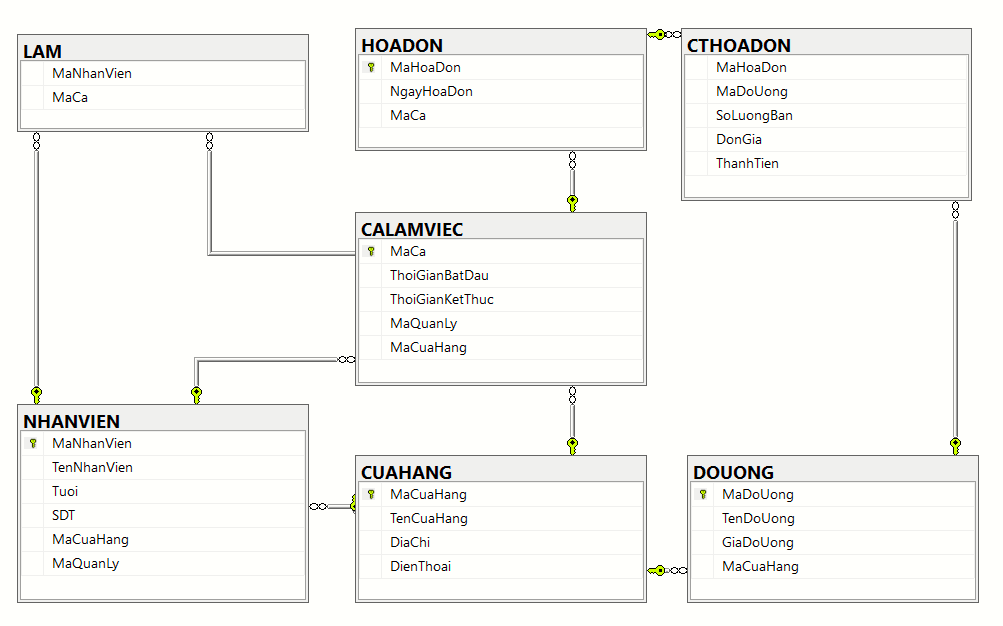 LAM
MaNhanVien
MaCa
HOADON
MaHoaDon
NgayHoaDon
MaCa
CTHOADON
MaHoaDon
MaDoUong
SoLuongBan
DonGia
ThanhTien
CALAMVIEC
MaCa
ThoiGianBatDau
ThoiGianKetThuc
MaQuanLy
MaCuaHang
NHANVIEN
MaNhanVien
TenNhanVien
Tuoi
SDT
MaCuaHang
MaQuanLy
CUAHANG
MaCuaHang
TenCuaHang
DiaChi
DienThoai
DOUONG
MaDoUong
TenDoUong
GiaDoUong
MaCuaHang